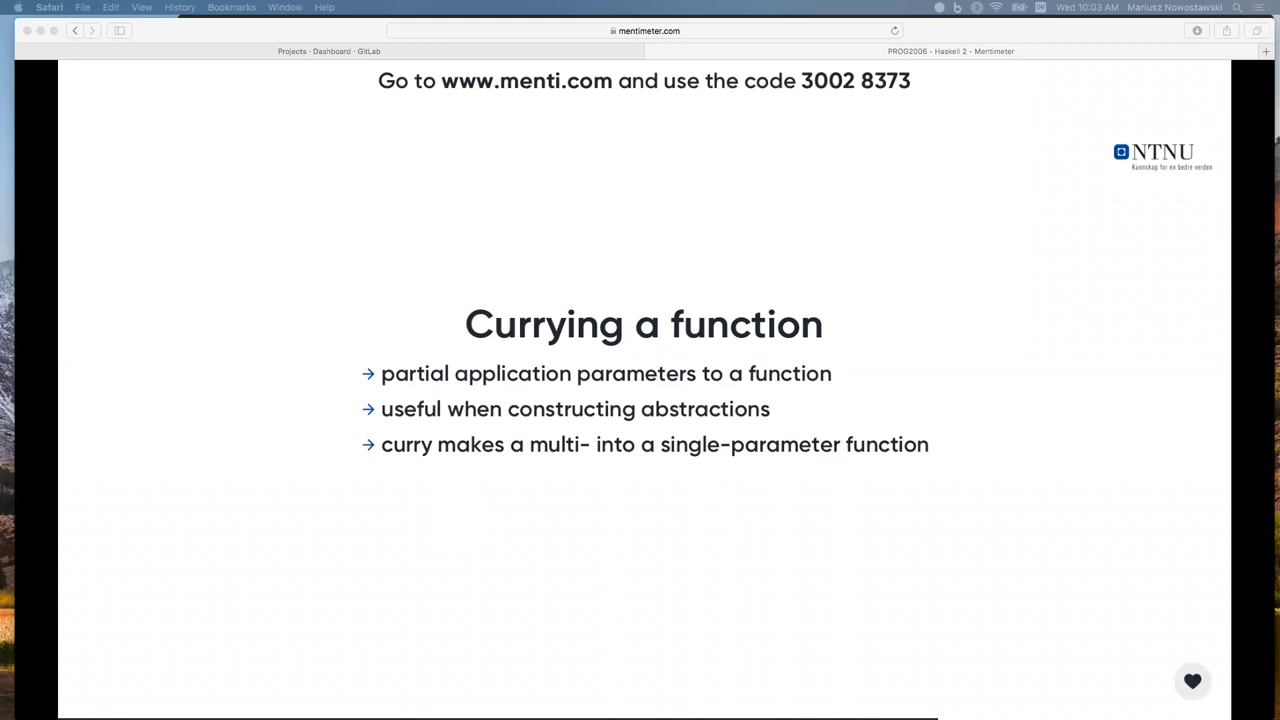 Safari File Edit View History Bookmarks Window Help Wed 10:03 AM Mariusz Nowostawski
mentimeter.com
Projects · Dashboard · GitLab
PROG2006 - Haskell 2 - Mentimeter
Go to www.menti.com and use the code 3002 8373
NTNU
Kunnskap for en bedre verden
Currying a function
→ partial application parameters to a function
→ useful when constructing abstractions
→ curry makes a multi- into a single-parameter function